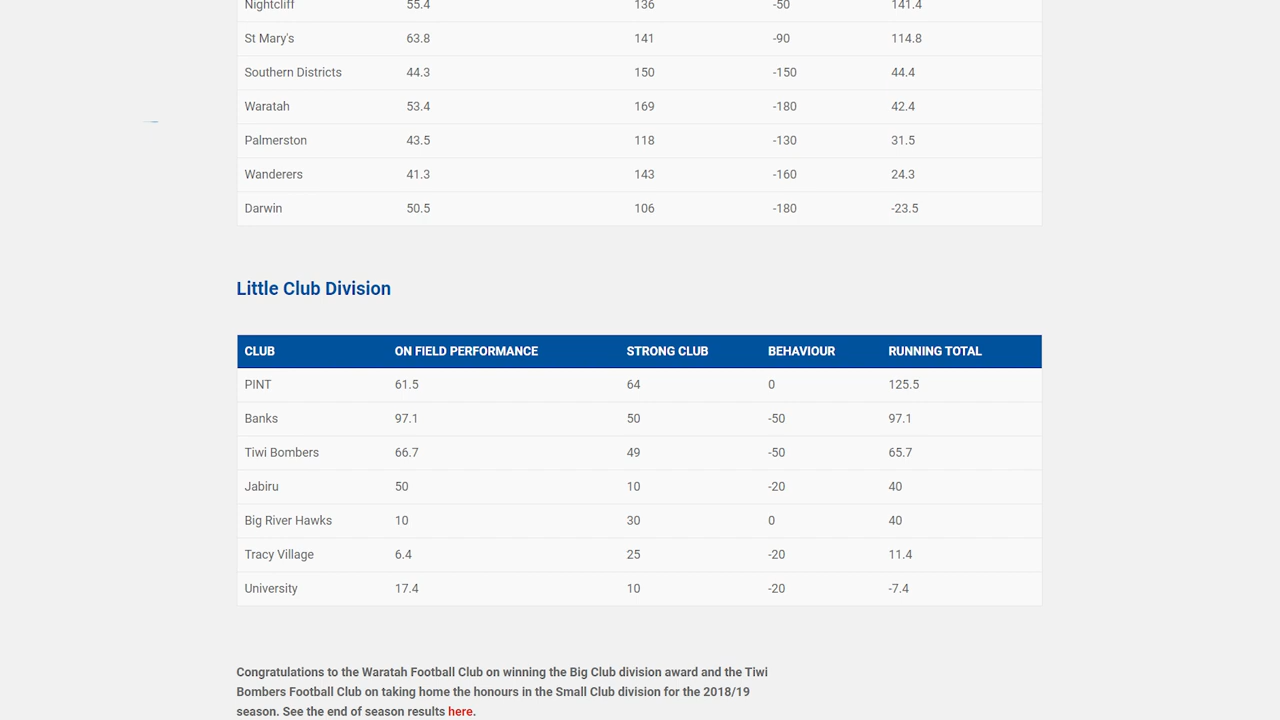 Nightcliff 55.4 136 -50 141.4
St Mary's 63.8 141 -90 114.8
Southern Districts 44.3 150 -150 44.4
Waratah 53.4 169 -180 42.4
Palmerston 43.5 118 -130 31.5
Wanderers 41.3 143 -160 24.3
Darwin 50.5 106 -180 -23.5
Little Club Division
CLUB ON FIELD PERFORMANCE STRONG CLUB BEHAVIOUR RUNNING TOTAL
PINT 61.5 64 0 125.5
Banks 97.1 50 -50 97.1
Tiwi Bombers 66.7 49 -50 65.7
Jabiru 50 10 -20 40
Big River Hawks 10 30 0 40
Tracy Village 6.4 25 -20 11.4
University 17.4 10 -20 -7.4
Congratulations to the Waratah Football Club on winning the Big Club division award and the Tiwi
Bombers Football Club on taking home the honours in the Small Club division for the 2018/19
season. See the end of season results here.